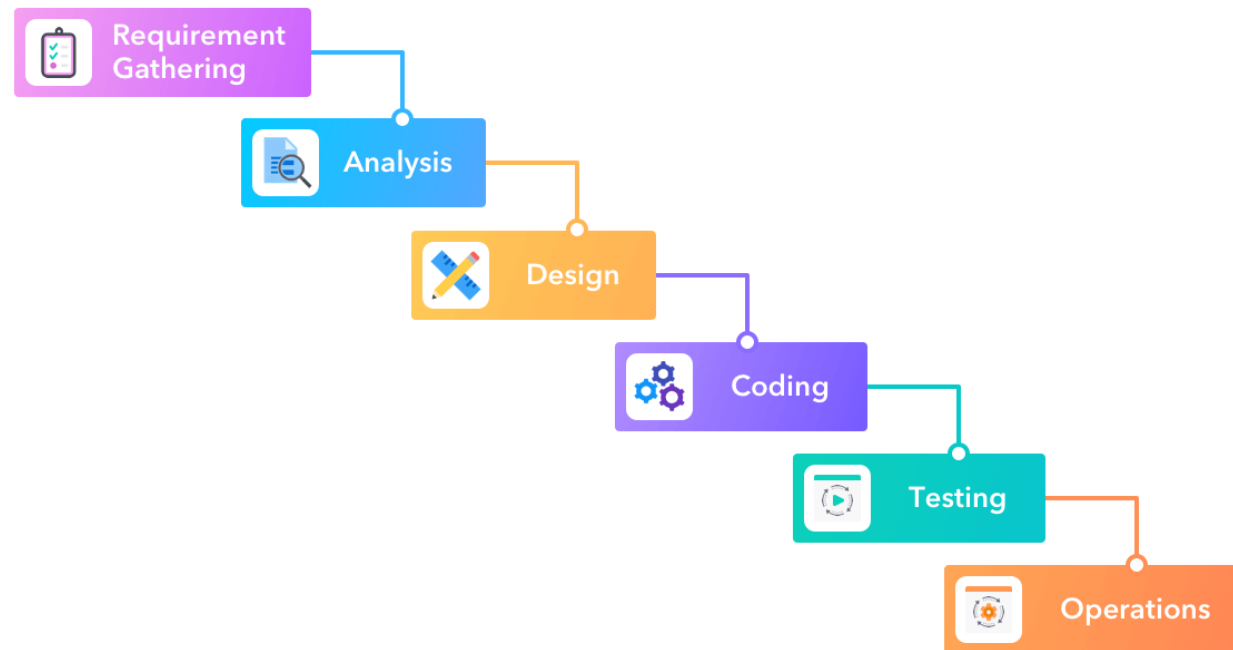 Requirement
Gathering
Analysis
Design
Coding
Testing
Operations